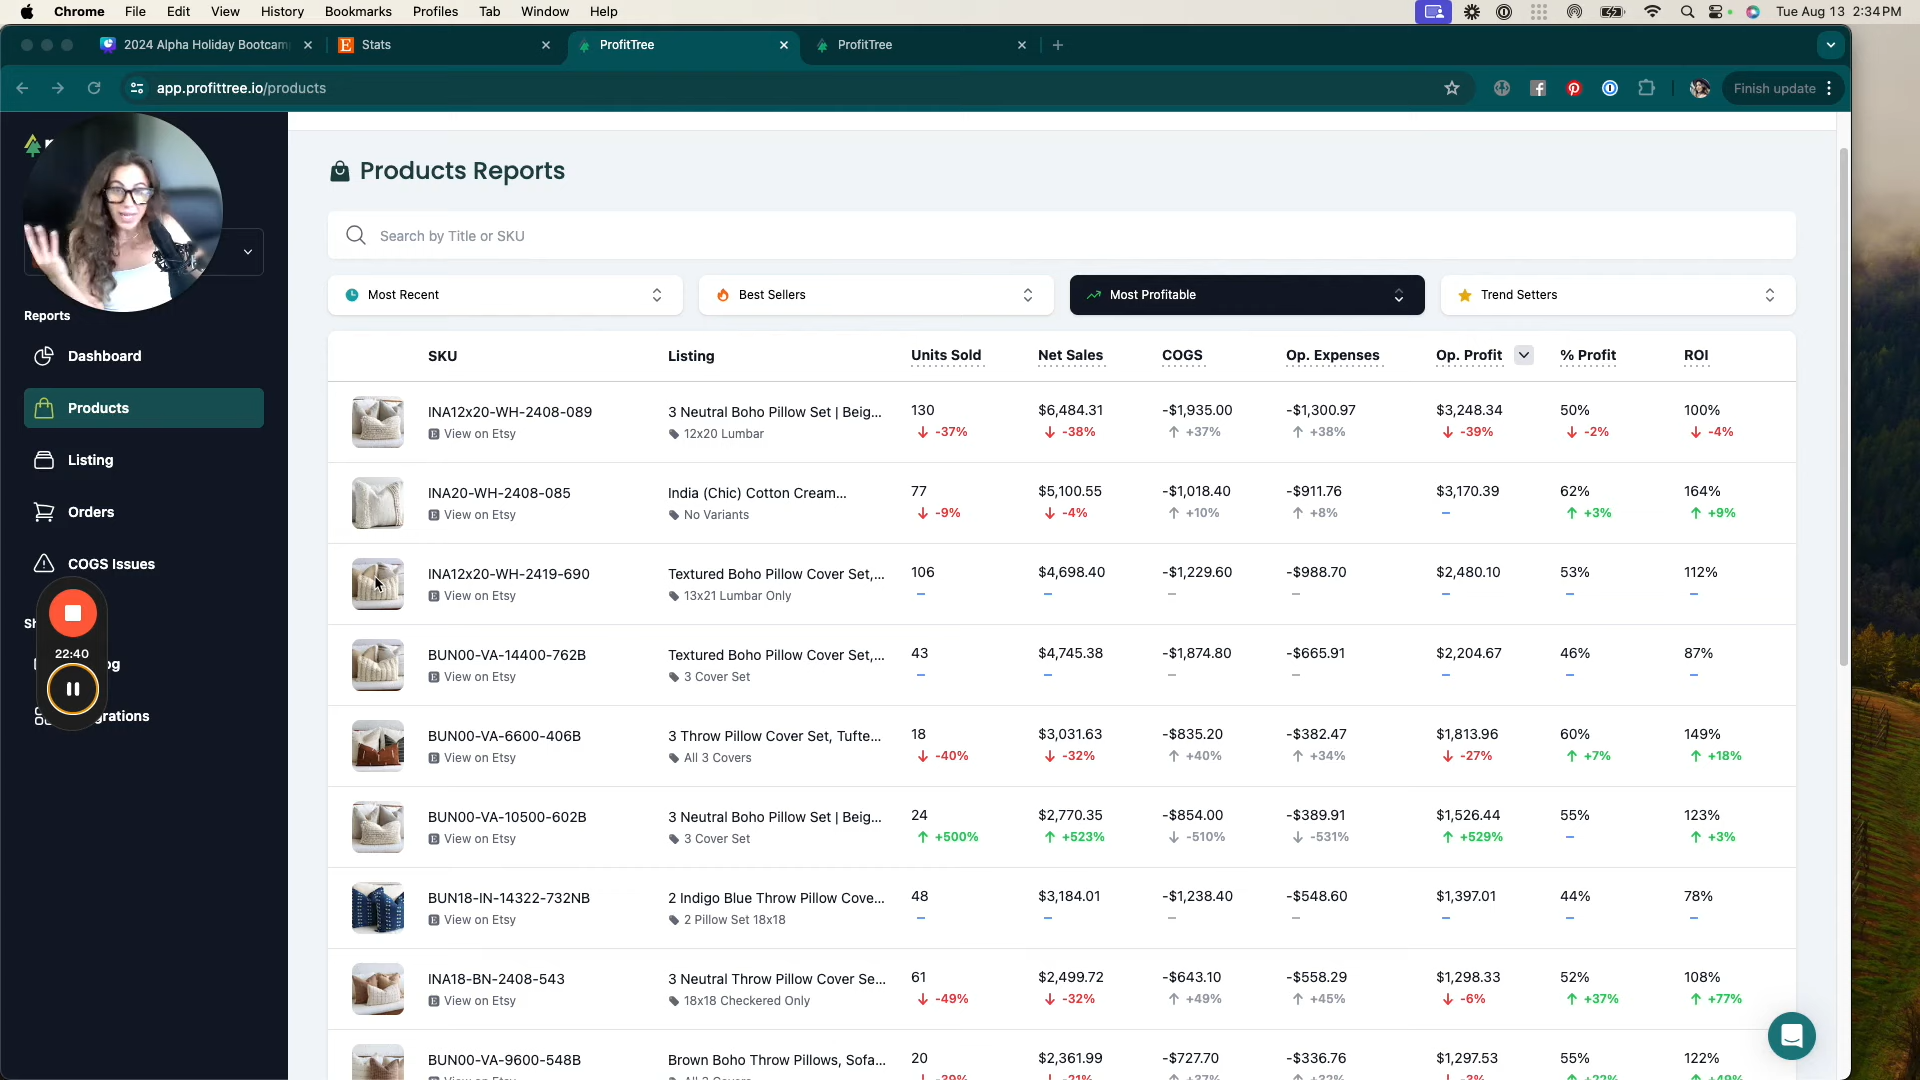 Chrome File Edit View History Bookmarks Profiles Tab Window Help
Tue Aug 13 2:34 PM
2024 Alpha Holiday Bootcam
Stats
ProfitTree
ProfitTree
app.profittree.io/products
Finish update
Reports
Dashboard
Products
Listing
Orders
COGS Issues
22:40
Products Reports
Search by Title or SKU
Most Recent
Best Sellers
Most Profitable
Trend Setters
SKU Listing Units Sold Net Sales COGS Op. Expenses Op. Profit % Profit ROI
INA12x20-WH-2408-089 3 Neutral Boho Pillow Set | Beig... 130 $6,484.31 -$1,935.00 -$1,300.97 $3,248.34 50% 100%
View on Etsy 12x20 Lumbar -37% -38% +37% +38% -39% -2% -4%
INA20-WH-2408-085 India (Chic) Cotton Cream... 77 $5,100.55 -$1,018.40 -$911.76 $3,170.39 62% 164%
View on Etsy No Variants -9% -4% +10% +8% – +3% +9%
INA12x20-WH-2419-690 Textured Boho Pillow Cover Set,... 106 $4,698.40 -$1,229.60 -$988.70 $2,480.10 53% 112%
View on Etsy 13x21 Lumbar Only – – – – – – –
BUN00-VA-14400-762B Textured Boho Pillow Cover Set,... 43 $4,745.38 -$1,874.80 -$665.91 $2,204.67 46% 87%
View on Etsy 3 Cover Set – – – – – – –
BUN00-VA-6600-406B 3 Throw Pillow Cover Set, Tufte... 18 $3,031.63 -$835.20 -$382.47 $1,813.96 60% 149%
View on Etsy All 3 Covers -40% -32% +40% +34% -27% +7% +18%
BUN00-VA-10500-602B 3 Neutral Boho Pillow Set | Beig... 24 $2,770.35 -$854.00 -$389.91 $1,526.44 55% 123%
View on Etsy 3 Cover Set +500% +523% -510% -531% +529% – +3%
BUN18-IN-14322-732NB 2 Indigo Blue Throw Pillow Cove... 48 $3,184.01 -$1,238.40 -$548.60 $1,397.01 44% 78%
View on Etsy 2 Pillow Set 18x18 – – – – – – –
INA18-BN-2408-543 3 Neutral Throw Pillow Cover Se... 61 $2,499.72 -$643.10 -$558.29 $1,298.33 52% 108%
View on Etsy 18x18 Checkered Only -49% -32% +49% +45% -6% +37% +77%
BUN00-VA-9600-548B Brown Boho Throw Pillows, Sofa... 20 $2,361.99 -$727.70 -$336.76 $1,297.53 55% 122%